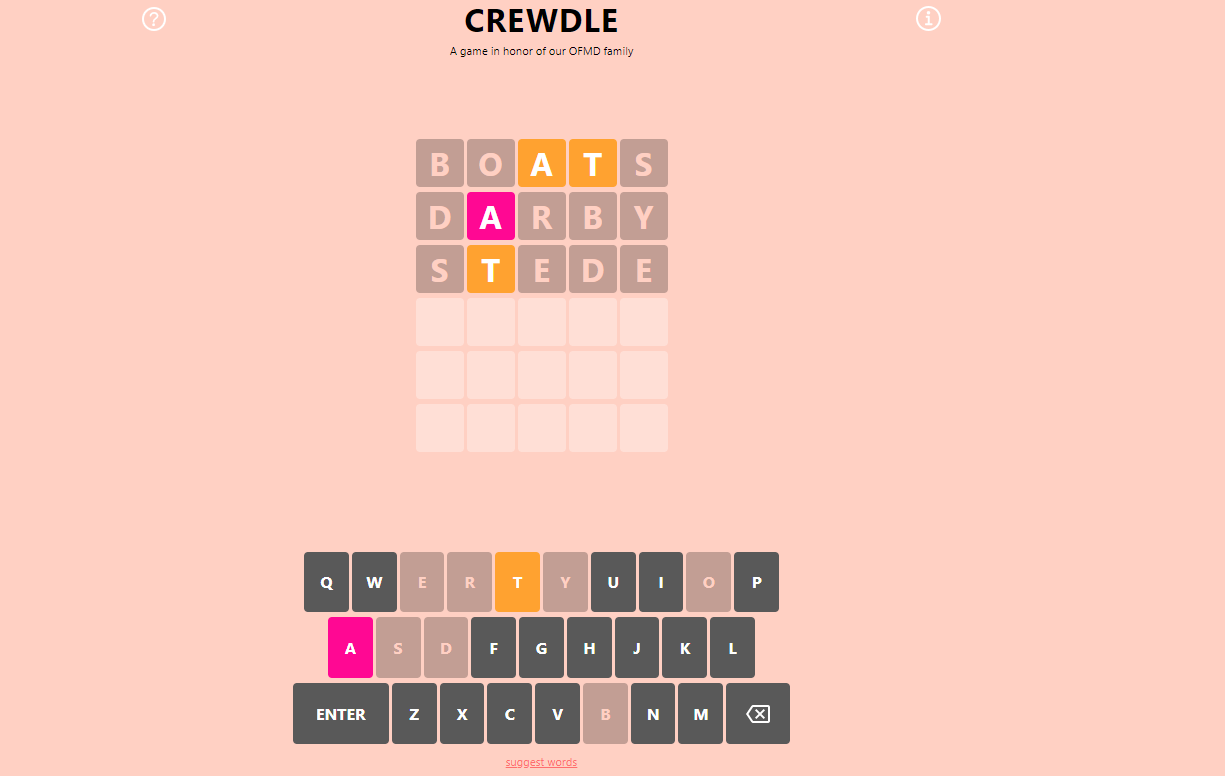 ?
CREWDLE
i
A game in honor of our OFMD family
B O A T S
D A R B Y
S T E D E
Q W E R T Y U I O P
A S D F G H J K L
ENTER Z X C V B N M
suggest words